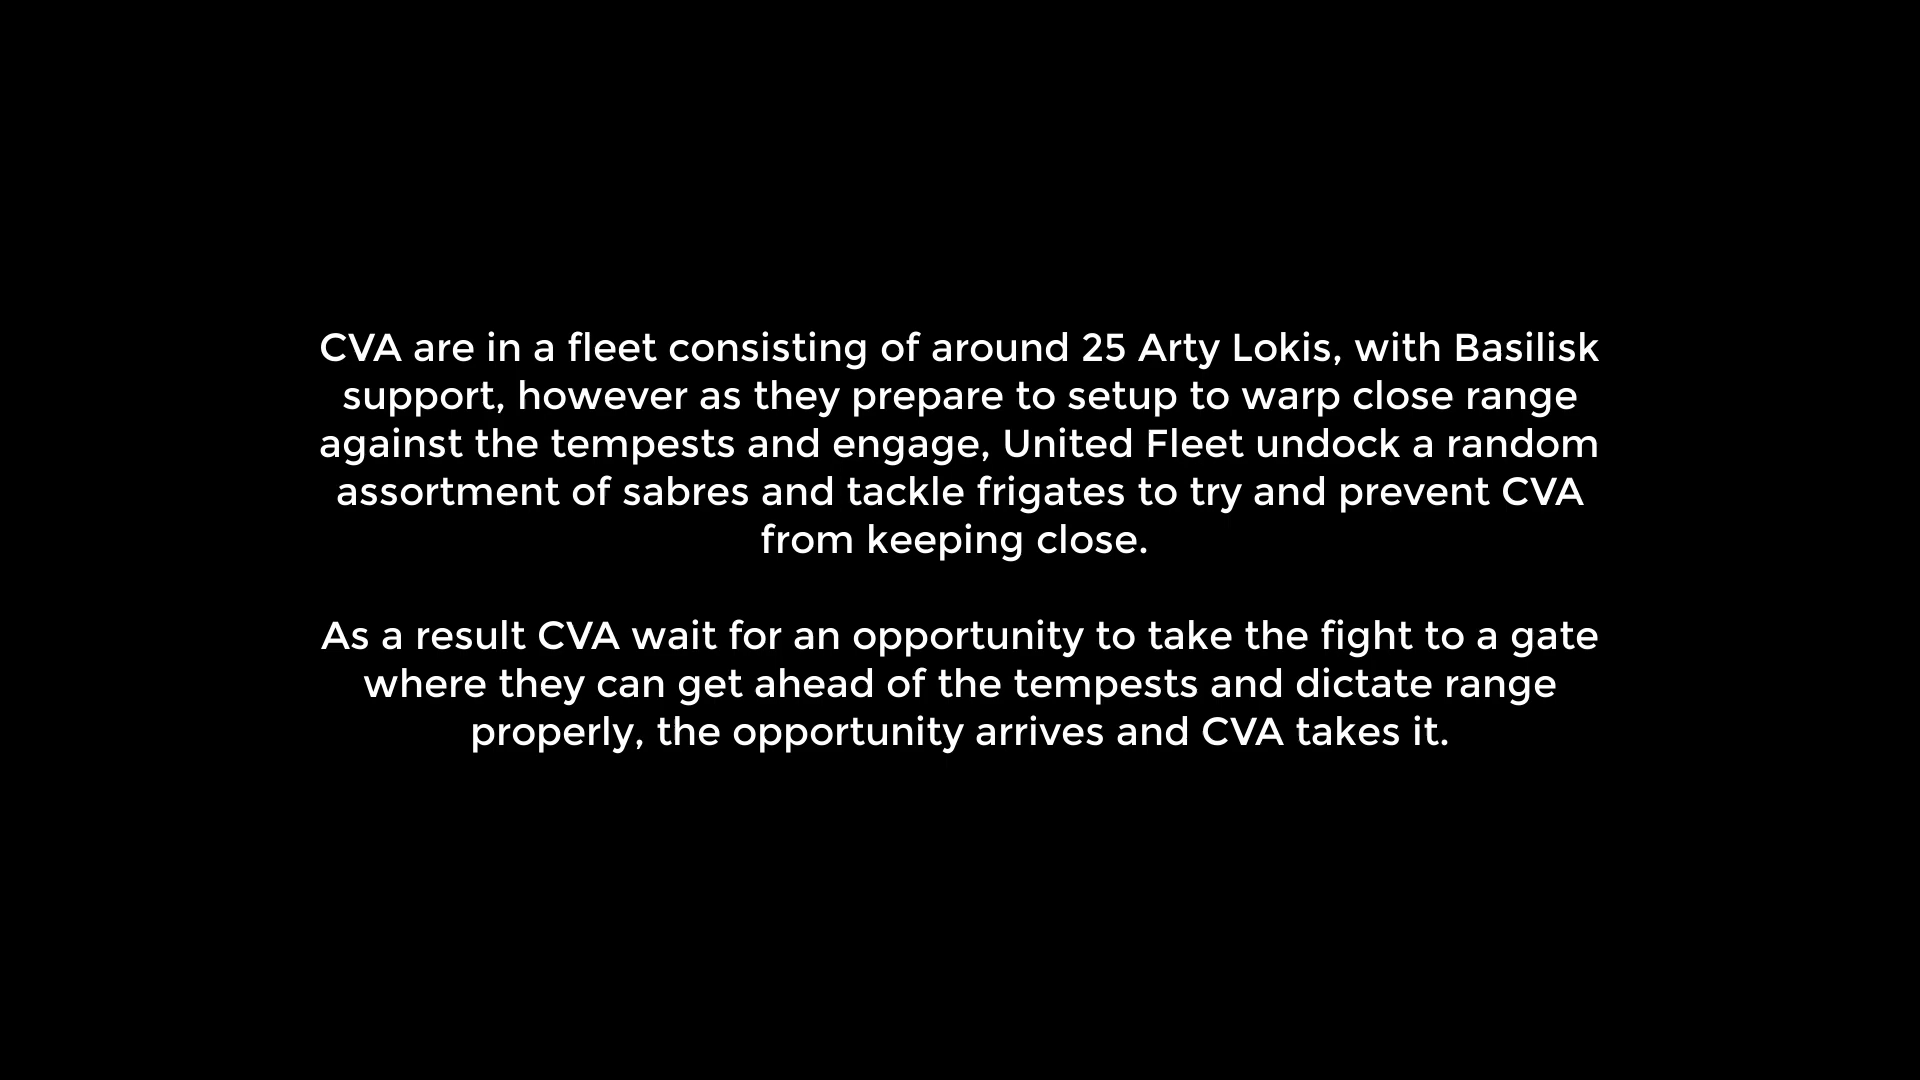 CVA are in a fleet consisting of around 25 Arty Lokis, with Basilisk
support, however as they prepare to setup to warp close range
against the tempests and engage, United Fleet undock a random
assortment of sabres and tackle frigates to try and prevent CVA
from keeping close.
As a result CVA wait for an opportunity to take the fight to a gate
where they can get ahead of the tempests and dictate range
properly, the opportunity arrives and CVA takes it.